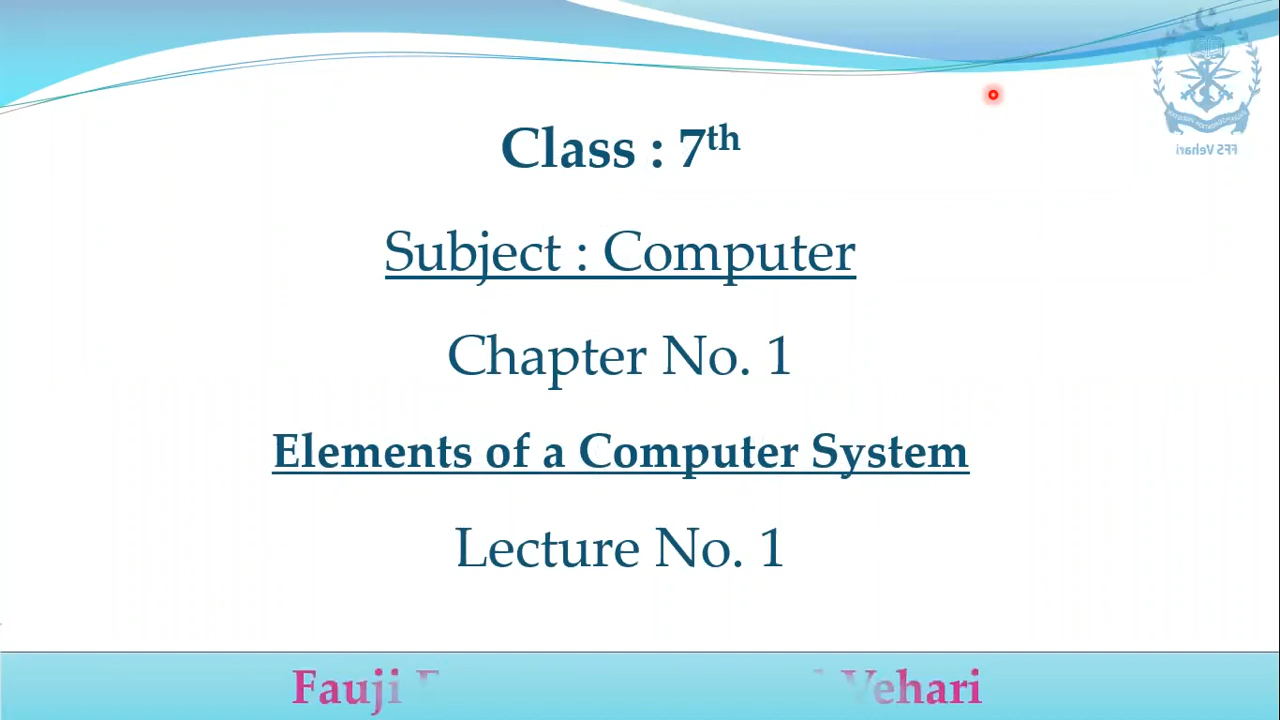 Class : 7th
Subject : Computer
Chapter No. 1
Elements of a Computer System
Lecture No. 1
FFS Vehari
Fauji Vehari